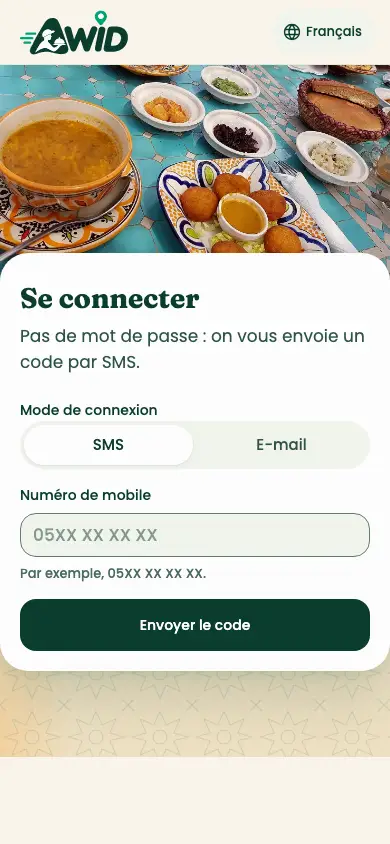 AWID
Français
Se connecter
Pas de mot de passe : on vous envoie un
code par SMS.
Mode de connexion
SMS
E-mail
Numéro de mobile
05XX XX XX XX
Par exemple, 05XX XX XX XX.
Envoyer le code